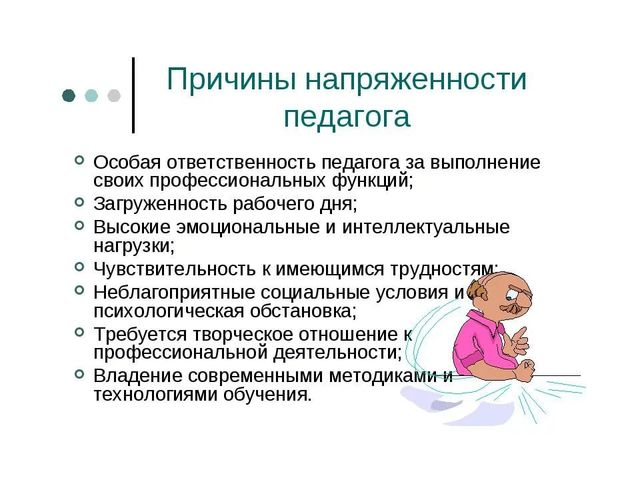 Причины напряженности
педагога
Особая ответственность педагога за выполнение
своих профессиональных функций;
Загруженность рабочего дня;
Высокие эмоциональные и интеллектуальные
нагрузки;
Чувствительность к имеющимся трудностям;
Неблагоприятные социальные условия и
психологическая обстановка;
Требуется творческое отношение к
профессиональной деятельности;
Владение современными методиками и
технологиями обучения.